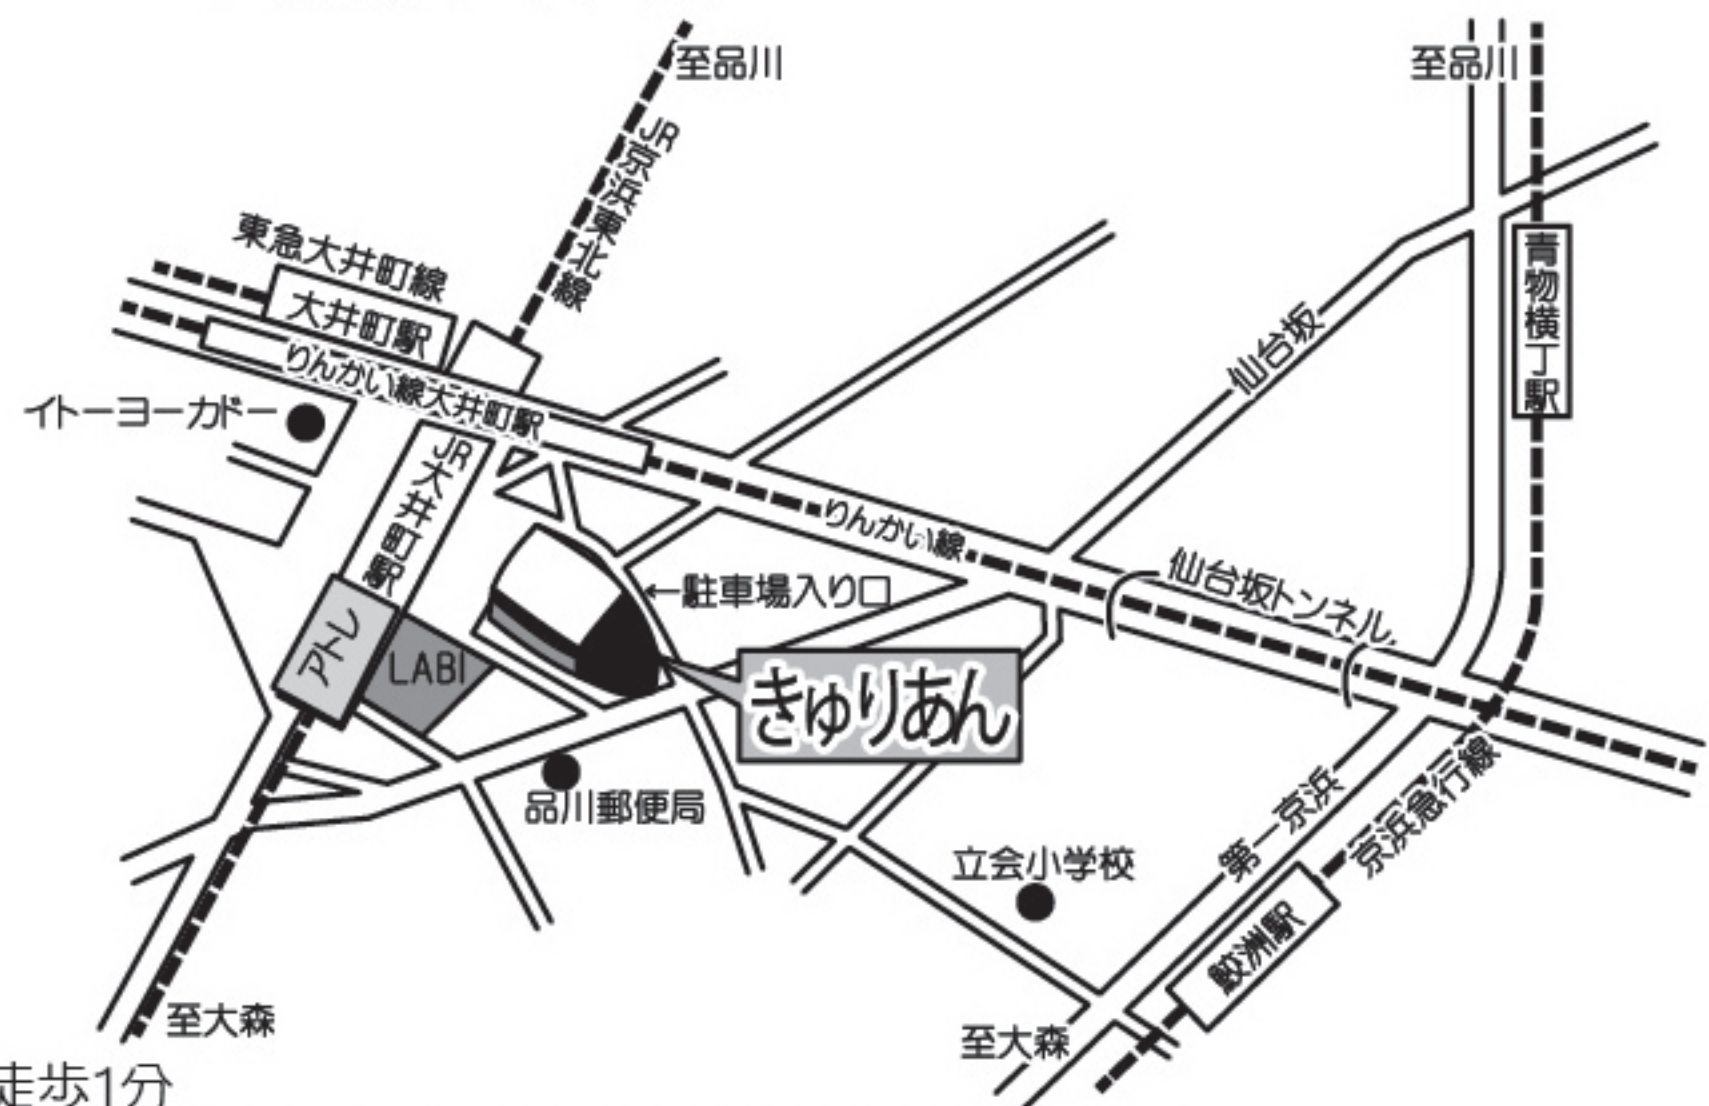 至品川
至品川
JR京浜東北線
東急大井町線
大井町駅
りんかい線大井町駅
イトーヨーカドー
JR大井町駅
アトレ
LABI
駐車場入り口
きゅりあん
品川郵便局
りんかい線
仙台坂
仙台坂トンネル
青物横丁駅
立会小学校
第一京浜
京浜急行線
鮫洲駅
至大森
至大森
徒歩1分